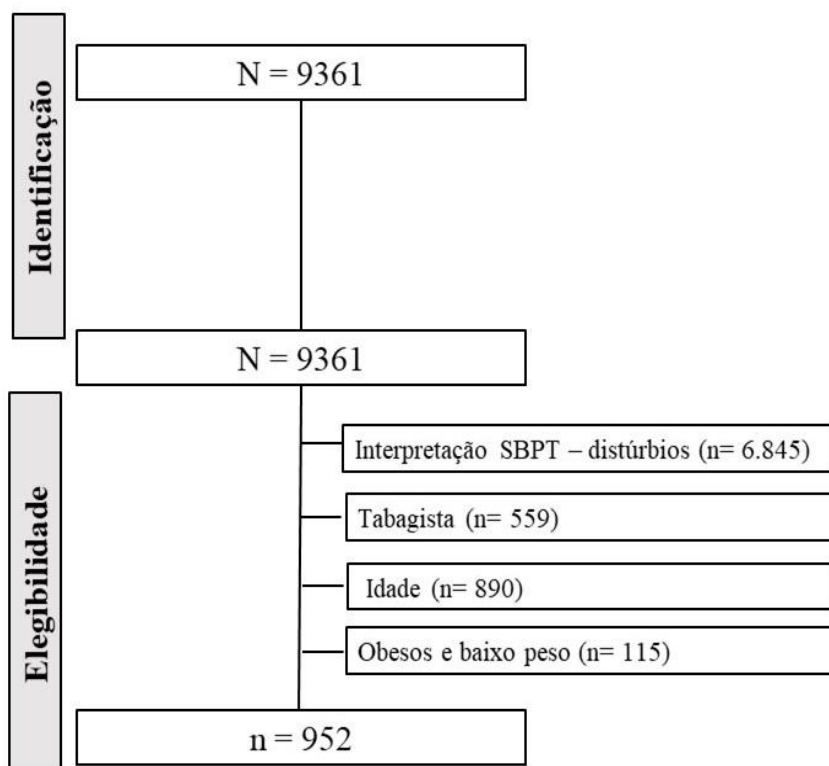 Identificação
N = 9361
N = 9361
Elegibilidade
Interpretação SBPT – distúrbios (n= 6.845)
Tabagista (n= 559)
Idade (n= 890)
Obesos e baixo peso (n= 115)
n = 952